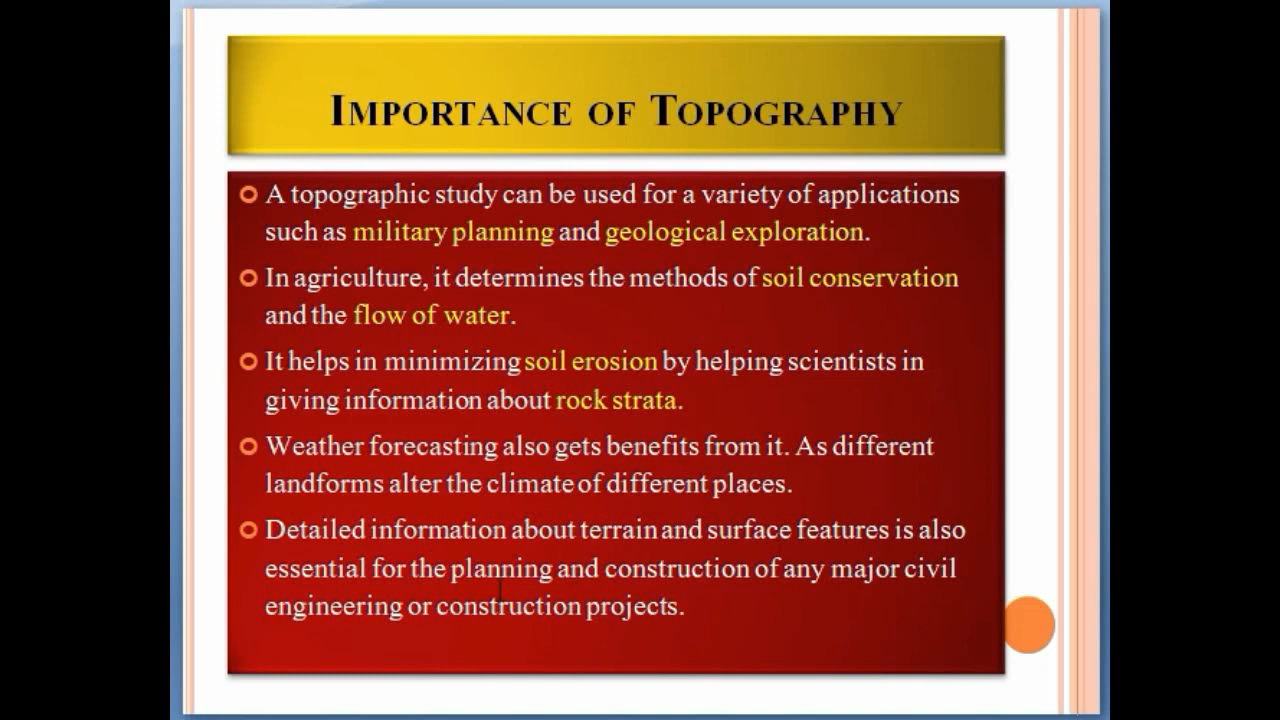 IMPORTANCE OF TOPOGRAPHY
A topographic study can be used for a variety of applications
such as military planning and geological exploration.
In agriculture, it determines the methods of soil conservation
and the flow of water.
It helps in minimizing soil erosion by helping scientists in
giving information about rock strata.
Weather forecasting also gets benefits from it. As different
landforms alter the climate of different places.
Detailed information about terrain and surface features is also
essential for the planning and construction of any major civil
engineering or construction projects.